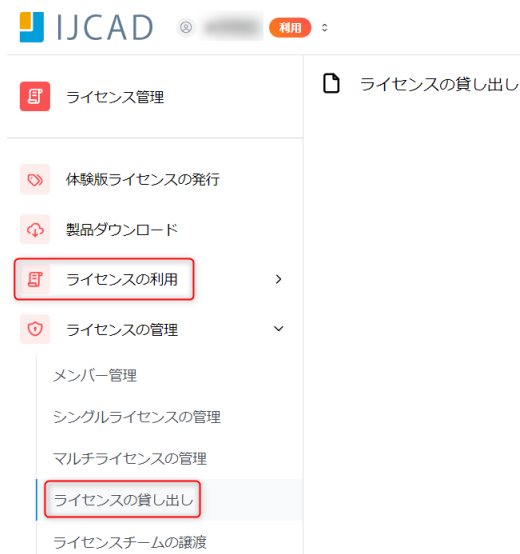 IJCAD
利用
ライセンス管理
ライセンスの貸し出し
体験版ライセンスの発行
製品ダウンロード
ライセンスの利用
ライセンスの管理
メンバー管理
シングルライセンスの管理
マルチライセンスの管理
ライセンスの貸し出し
ライセンスチームの譲渡